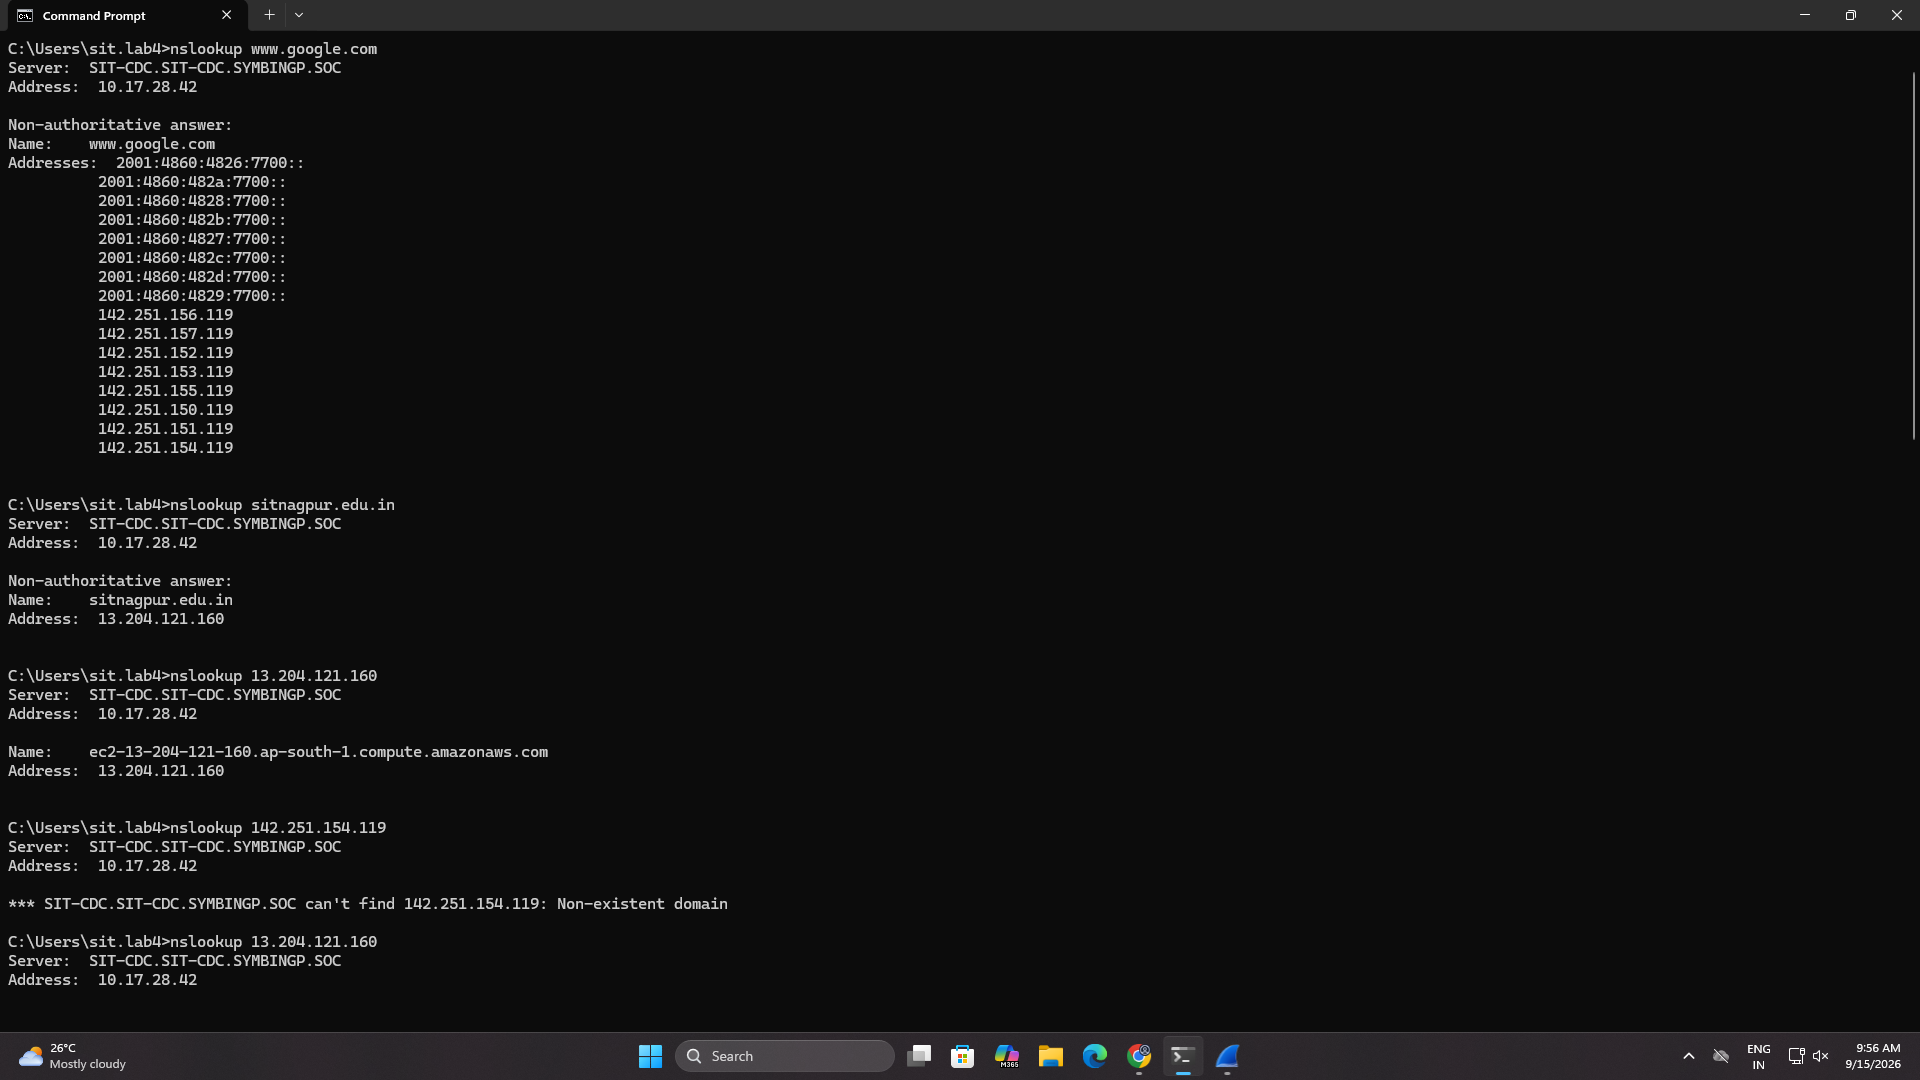 Command Prompt
C:\Users\sit.lab4>nslookup www.google.com
Server:  SIT-CDC.SIT-CDC.SYMBINGP.SOC
Address:  10.17.28.42
Non-authoritative answer:
Name:    www.google.com
Addresses:  2001:4860:4826:7700::
2001:4860:482a:7700::
2001:4860:4828:7700::
2001:4860:482b:7700::
2001:4860:4827:7700::
2001:4860:482c:7700::
2001:4860:482d:7700::
2001:4860:4829:7700::
142.251.156.119
142.251.157.119
142.251.152.119
142.251.153.119
142.251.155.119
142.251.150.119
142.251.151.119
142.251.154.119
C:\Users\sit.lab4>nslookup sitnagpur.edu.in
Server:  SIT-CDC.SIT-CDC.SYMBINGP.SOC
Address:  10.17.28.42
Non-authoritative answer:
Name:    sitnagpur.edu.in
Address:  13.204.121.160
C:\Users\sit.lab4>nslookup 13.204.121.160
Server:  SIT-CDC.SIT-CDC.SYMBINGP.SOC
Address:  10.17.28.42
Name:    ec2-13-204-121-160.ap-south-1.compute.amazonaws.com
Address:  13.204.121.160
C:\Users\sit.lab4>nslookup 142.251.154.119
Server:  SIT-CDC.SIT-CDC.SYMBINGP.SOC
Address:  10.17.28.42
*** SIT-CDC.SIT-CDC.SYMBINGP.SOC can't find 142.251.154.119: Non-existent domain
C:\Users\sit.lab4>nslookup 13.204.121.160
Server:  SIT-CDC.SIT-CDC.SYMBINGP.SOC
Address:  10.17.28.42
26°C
Mostly cloudy
Search
M365
ENG
IN
9:56 AM
9/15/2026